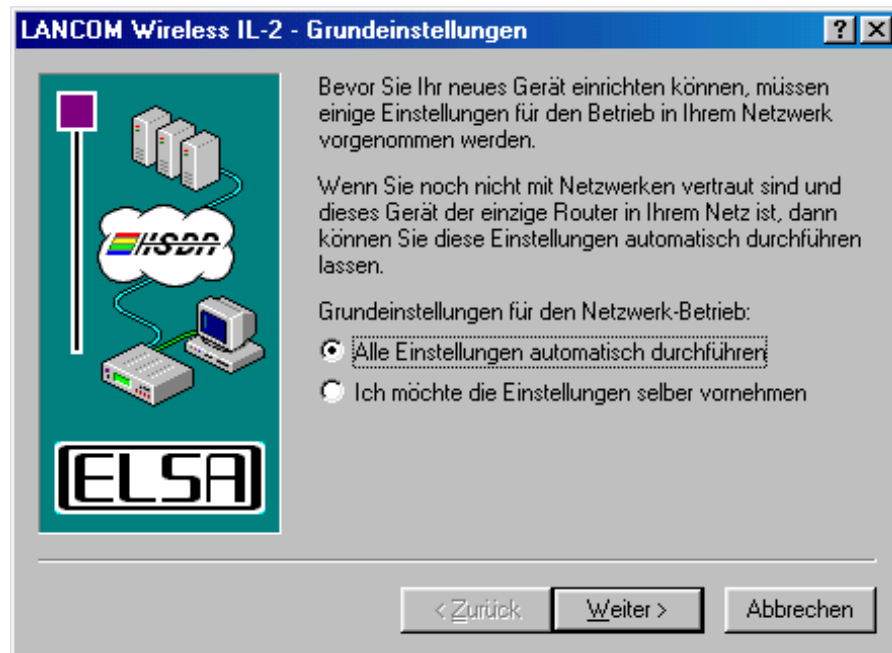 LANCOM Wireless IL-2 - Grundeinstellungen
Bevor Sie Ihr neues Gerät einrichten können, müssen
einige Einstellungen für den Betrieb in Ihrem Netzwerk
vorgenommen werden.
Wenn Sie noch nicht mit Netzwerken vertraut sind und
dieses Gerät der einzige Router in Ihrem Netz ist, dann
können Sie diese Einstellungen automatisch durchführen
lassen.
Grundeinstellungen für den Netzwerk-Betrieb:
Alle Einstellungen automatisch durchführen
Ich möchte die Einstellungen selber vornehmen
ISDN
ELSA
< Zurück
Weiter >
Abbrechen